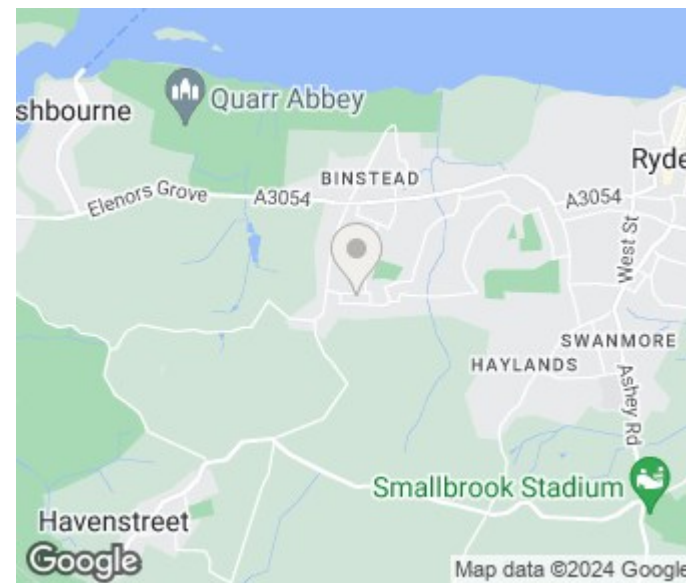 shbourne
Quarr Abbey
Ryde
BINSTEAD
Elenors Grove
A3054
A3054
West St
SWANMORE
HAYLANDS
Ashey Rd
Smallbrook Stadium
Havenstreet
Google
Map data ©2024 Google